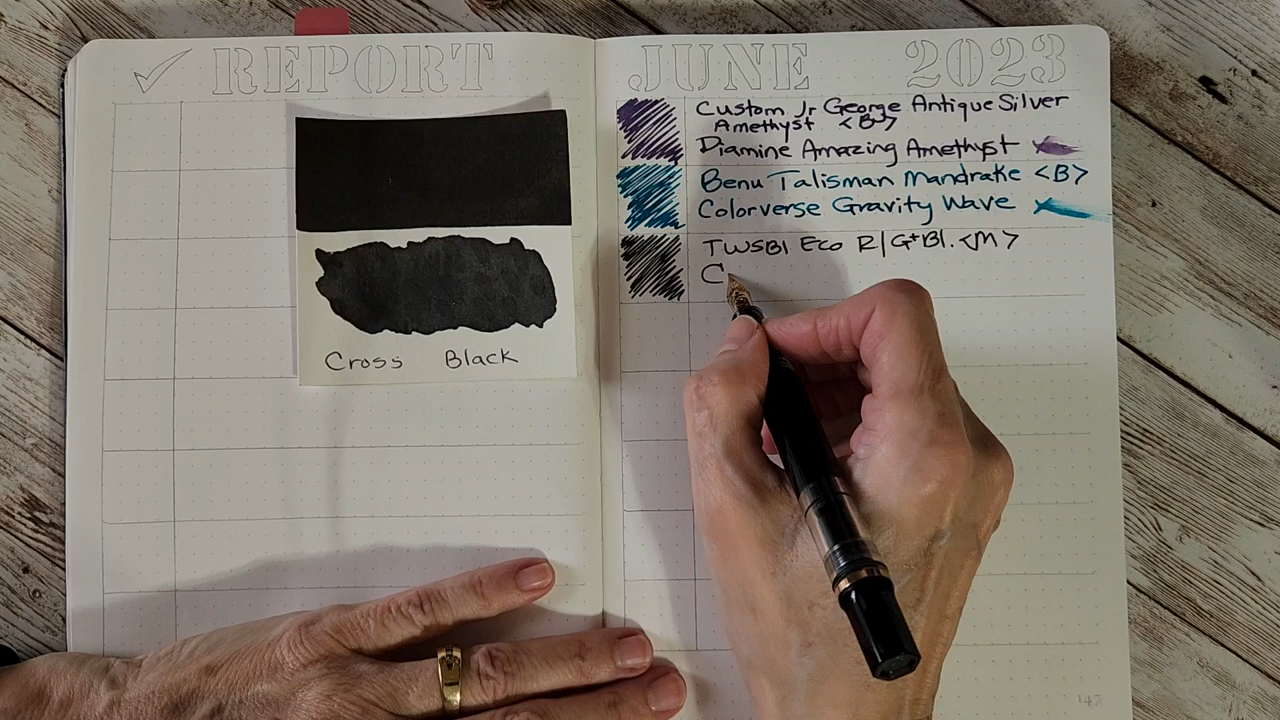 ✓ REPORT
Cross Black
JUNE 2023
Custom Jr George Antique Silver
Amethyst <B>
Diamine Amazing Amethyst
Benu Talisman Mandrake <B>
Colorverse Gravity Wave
TWSBI Eco R|G+Bl. <M>
C